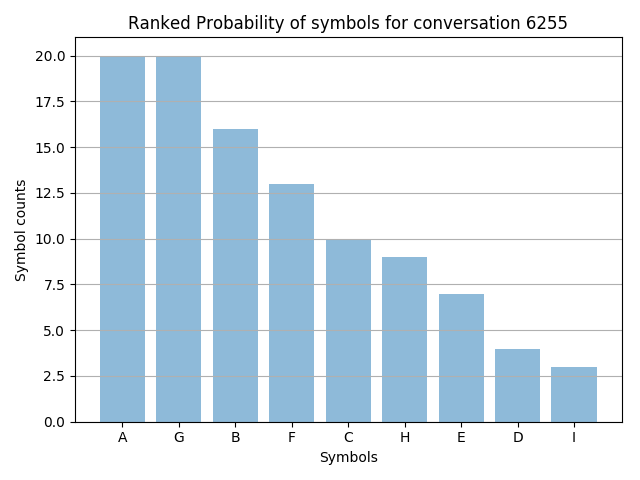 Ranked Probability of symbols for conversation 6255
Symbol counts
20.0
17.5
15.0
12.5
10.0
7.5
5.0
2.5
0.0
A G B F C H E D I
Symbols